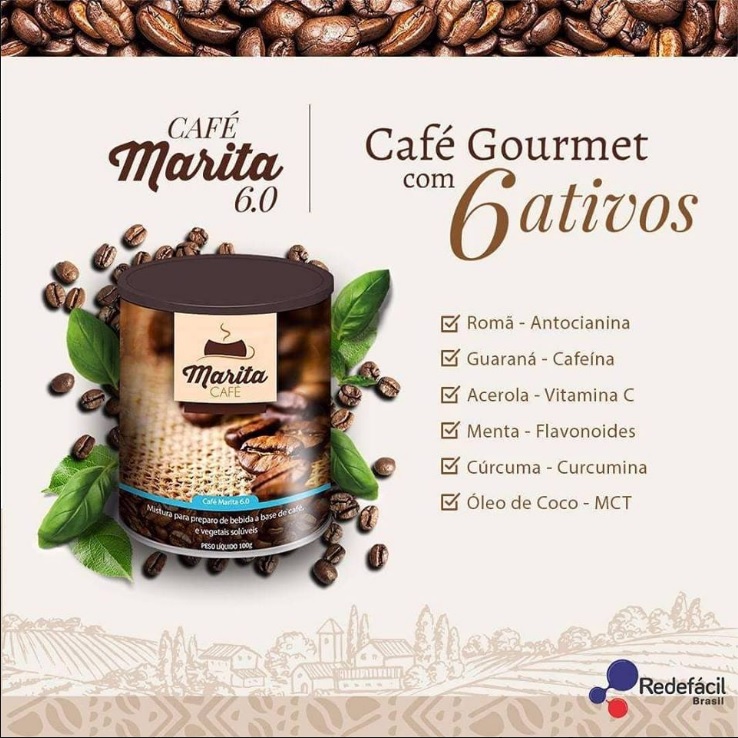 CAFÉ
Marita
6.0
Café Gourmet
com 6 ativos
Romã - Antocianina
Guaraná - Cafeína
Acerola - Vitamina C
Menta - Flavonoides
Cúrcuma - Curcumina
Óleo de Coco - MCT
Marita
CAFÉ
Café Marita 6.0
Mistura para preparo de bebida a base de café,
e vegetais solúveis
PESO LÍQUIDO 100g
Redefácil
Brasil